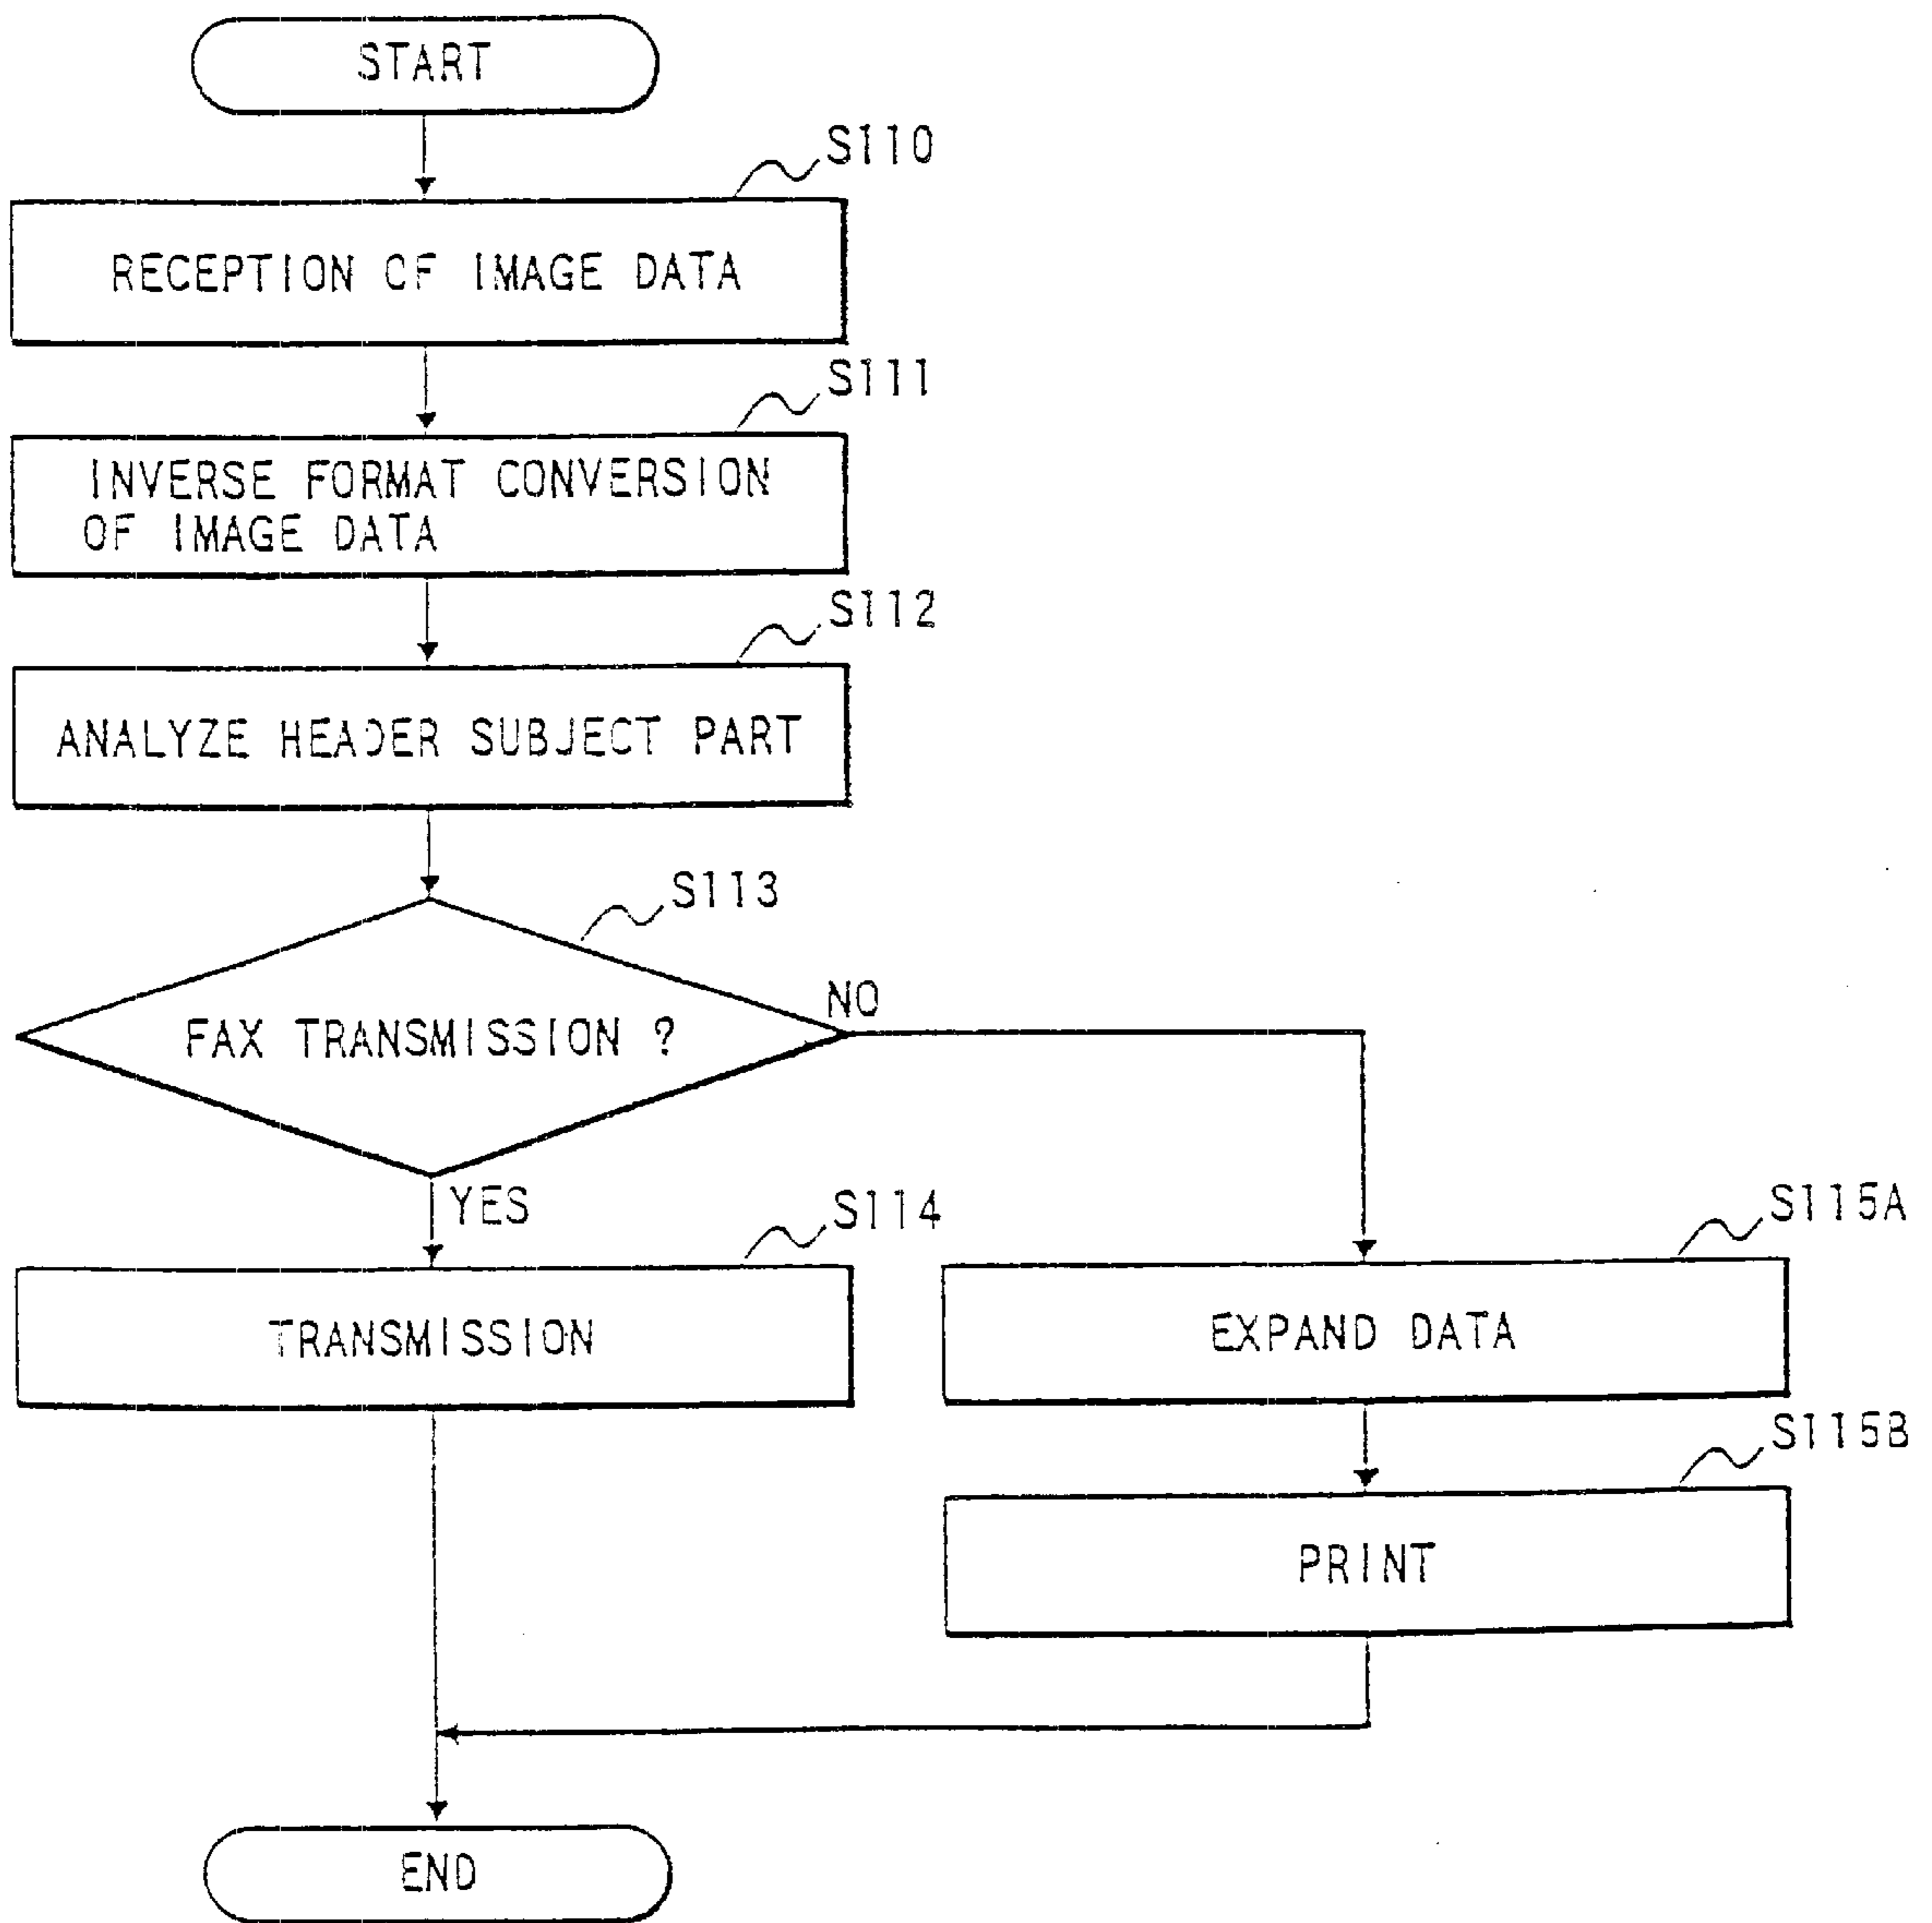 START
S110
RECEPTION OF IMAGE DATA
S111
INVERSE FORMAT CONVERSION
OF IMAGE DATA
S112
ANALYZE HEADER SUBJECT PART
S113
FAX TRANSMISSION ?
NO
YES
S114
TRANSMISSION
S115A
EXPAND DATA
S115B
PRINT
END